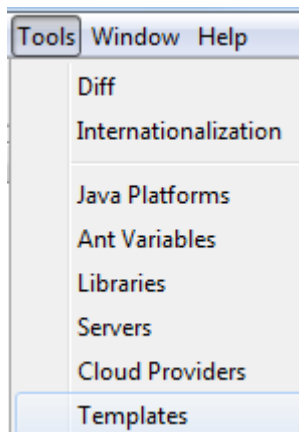 Tools Window Help
Diff
Internationalization
Java Platforms
Ant Variables
Libraries
Servers
Cloud Providers
Templates